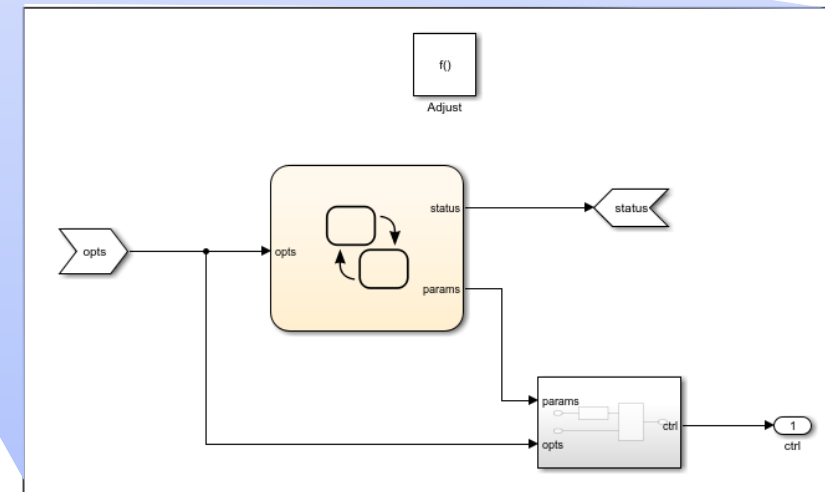 f()
Adjust
opts
opts
status
params
status
params
opts
ctrl
1
ctrl